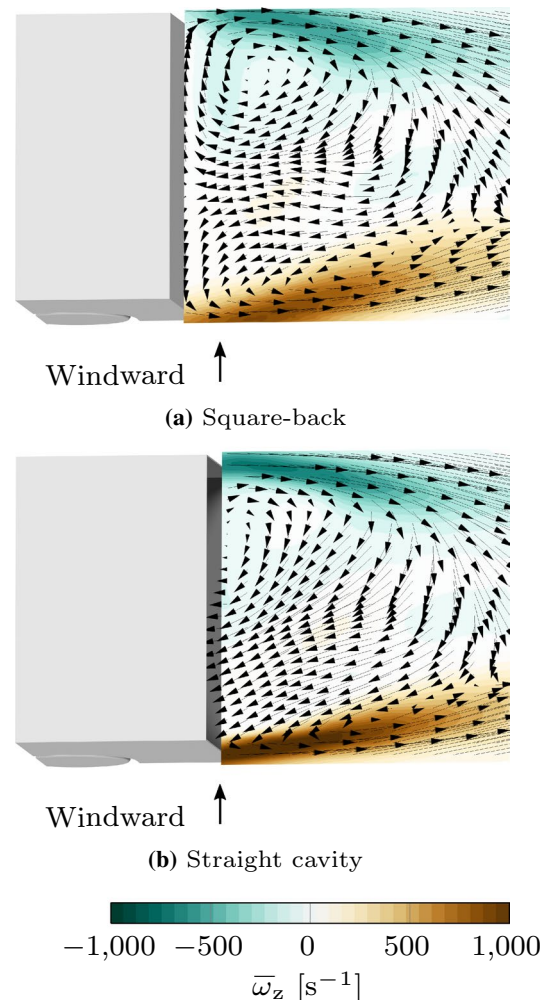 Windward
(a) Square-back
Windward
(b) Straight cavity
−1,000 −500 0 500 1,000
ω̅z [s⁻¹]